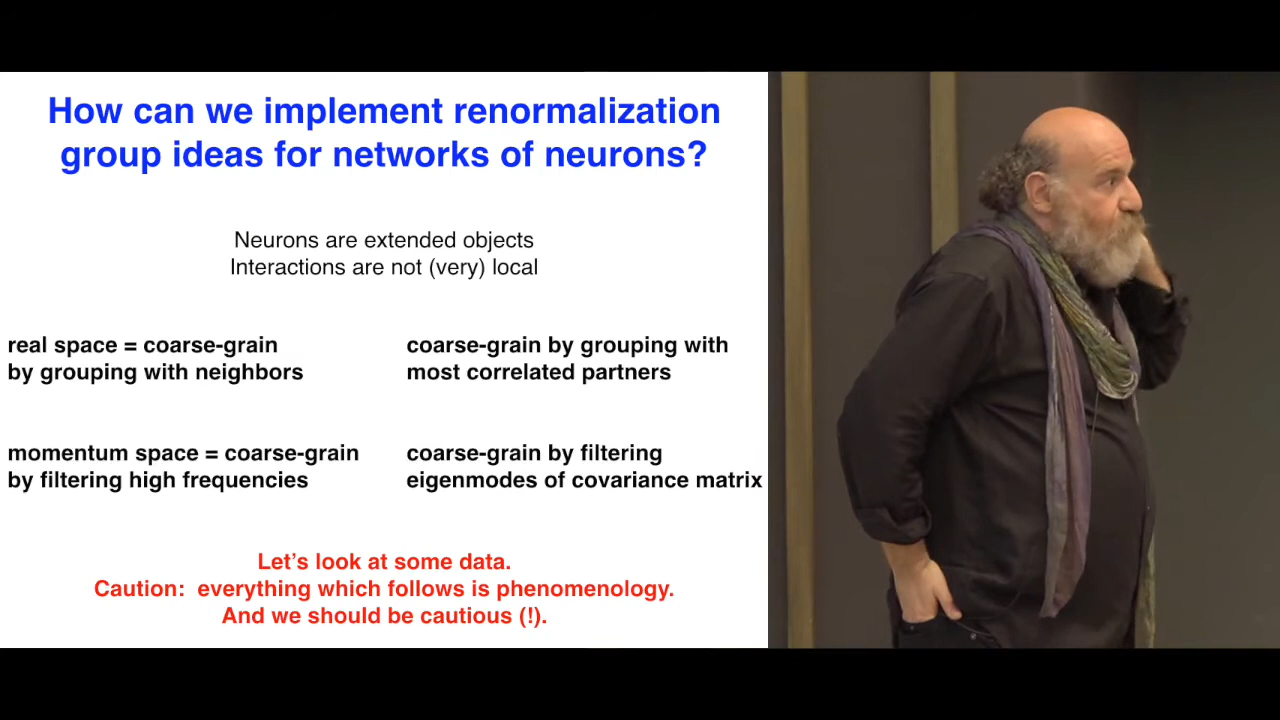 How can we implement renormalization
group ideas for networks of neurons?
Neurons are extended objects
Interactions are not (very) local
real space = coarse-grain
by grouping with neighbors
coarse-grain by grouping with
most correlated partners
momentum space = coarse-grain
by filtering high frequencies
coarse-grain by filtering
eigenmodes of covariance matrix
Let's look at some data.
Caution:  everything which follows is phenomenology.
And we should be cautious (!).